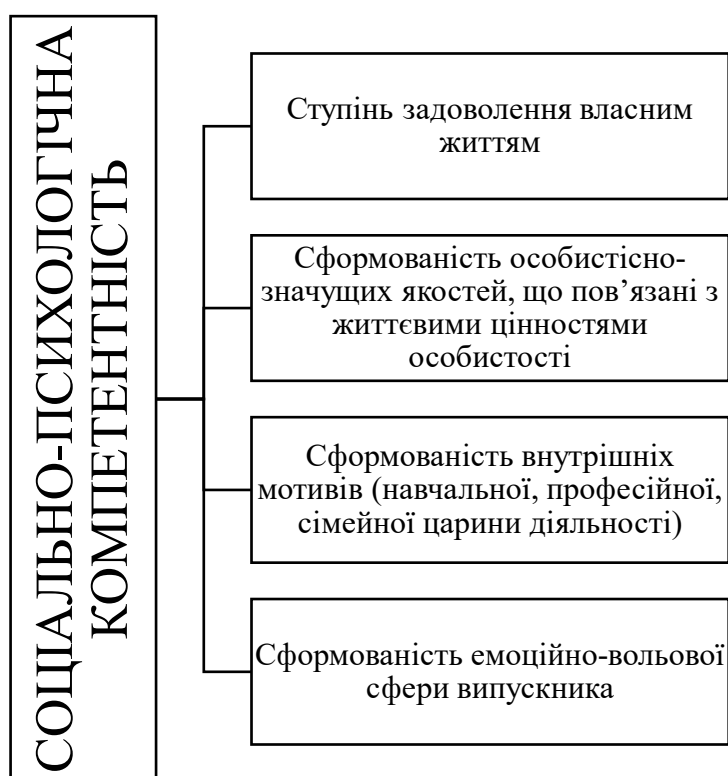 СОЦІАЛЬНО-ПСИХОЛОГІЧНА
КОМПЕТЕНТНІСТЬ
Ступінь задоволення власним
життям
Сформованість особистісно-
значущих якостей, що пов’язані з
життєвими цінностями
особистості
Сформованість внутрішніх
мотивів (навчальної, професійної,
сімейної царини діяльності)
Сформованість емоційно-вольової
сфери випускника